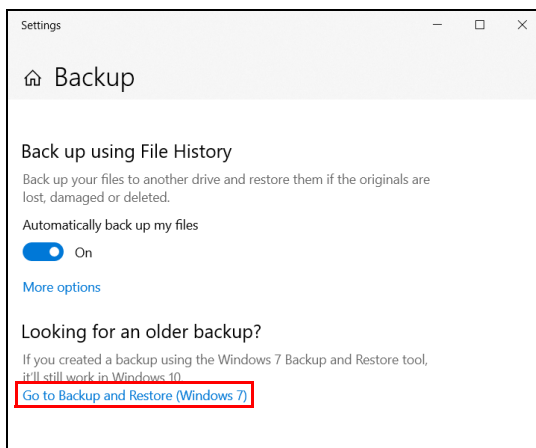 Settings
Backup
Back up using File History
Back up your files to another drive and restore them if the originals are
lost, damaged or deleted.
Automatically back up my files
On
More options
Looking for an older backup?
If you created a backup using the Windows 7 Backup and Restore tool,
it'll still work in Windows 10.
Go to Backup and Restore (Windows 7)